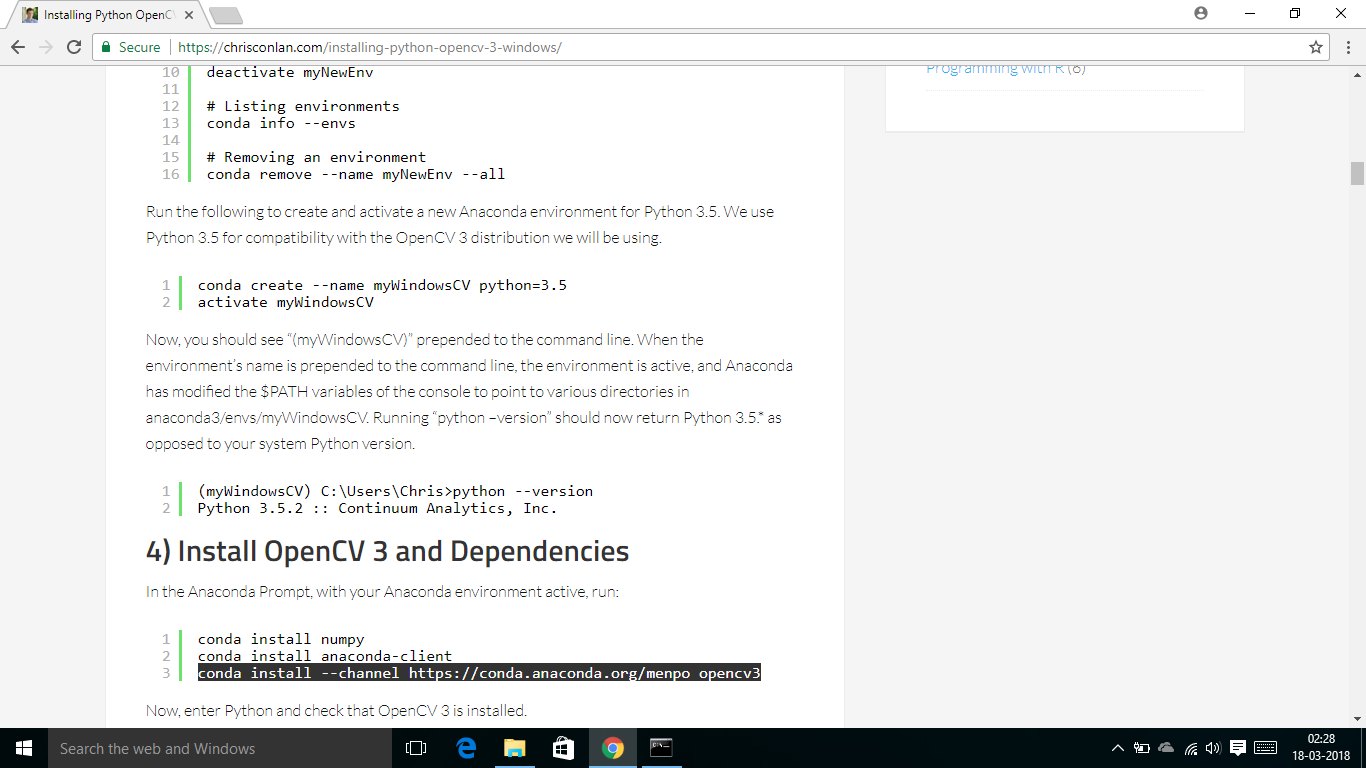 Installing Python OpenC
Secure
https://chrisconlan.com/installing-python-opencv-3-windows/
10 deactivate myNewEnv
11
12 # Listing environments
13 conda info --envs
14
15 # Removing an environment
16 conda remove --name myNewEnv --all
Programming with R (6)
Run the following to create and activate a new Anaconda environment for Python 3.5. We use
Python 3.5 for compatibility with the OpenCV 3 distribution we will be using.
1 conda create --name myWindowsCV python=3.5
2 activate myWindowsCV
Now, you should see “(myWindowsCV)” prepended to the command line. When the
environment’s name is prepended to the command line, the environment is active, and Anaconda
has modified the $PATH variables of the console to point to various directories in
anaconda3/envs/myWindowsCV. Running “python –version” should now return Python 3.5.* as
opposed to your system Python version.
1 (myWindowsCV) C:\Users\Chris>python --version
2 Python 3.5.2 :: Continuum Analytics, Inc.
4) Install OpenCV 3 and Dependencies
In the Anaconda Prompt, with your Anaconda environment active, run:
1 conda install numpy
2 conda install anaconda-client
3 conda install --channel https://conda.anaconda.org/menpo opencv3
Now, enter Python and check that OpenCV 3 is installed.
Search the web and Windows
02:28
18-03-2018